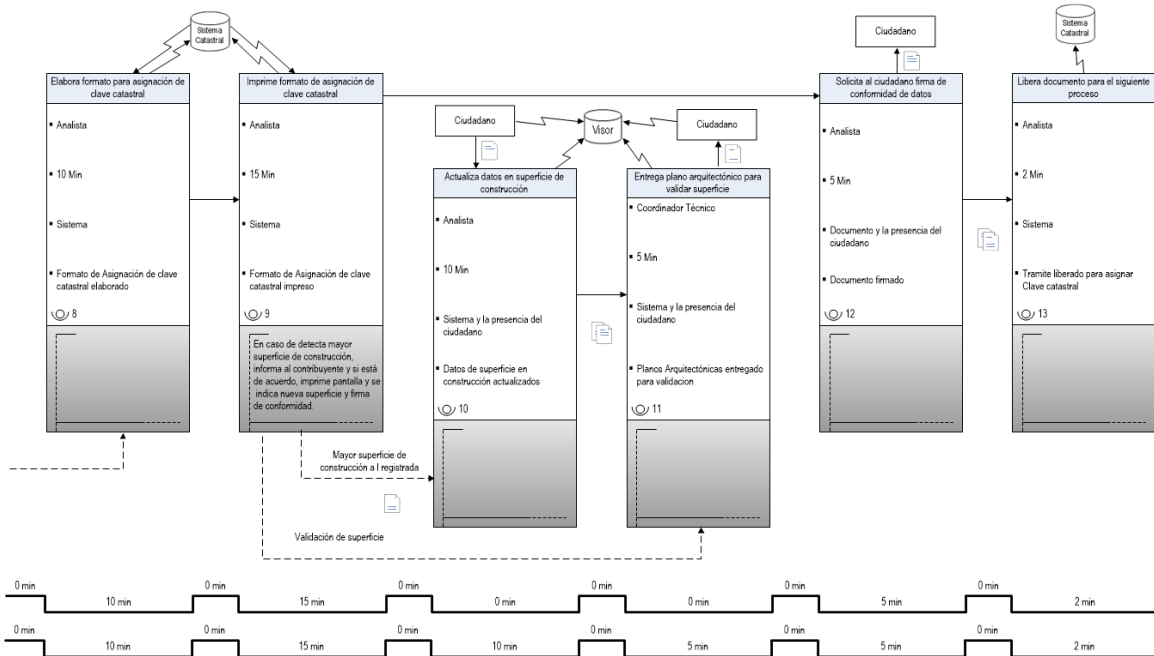 Sistema
Catastral
Elabora formato para asignación de
clave catastral
Analista
10 Min
Sistema
Formato de Asignación de clave
catastral elaborado
8
Imprime formato de asignación de
clave catastral
Analista
15 Min
Sistema
Formato de Asignación de clave
catastral impreso
9
En caso de detecta mayor
superficie de construcción,
informa al contribuyente y si está
de acuerdo, imprime pantalla y se
indica nueva superficie y firma
de conformidad.
Mayor superficie de
construcción a l registrada
Validación de superficie
Ciudadano
Visor
Ciudadano
Actualiza datos en superficie de
construcción
Analista
10 Min
Sistema y la presencia del
ciudadano
Datos de superficie en
construcción actualizados
10
Entrega plano arquitectónico para
validar superficie
Coordinador Técnico
5 Min
Sistema y la presencia del
ciudadano
Planos Arquitectónicas entregado
para validacion
11
Ciudadano
Solicita al ciudadano firma de
conformidad de datos
Analista
5 Min
Documento y la presencia del
ciudadano
Documento firmado
12
Sistema
Catastral
Libera documento para el siguiente
proceso
Analista
2 Min
Sistema
Tramite liberado para asignar
Clave catastral
13
0 min 10 min 0 min 15 min 0 min 0 min 0 min 0 min 0 min 5 min 0 min 2 min
0 min 10 min 0 min 15 min 0 min 10 min 0 min 5 min 0 min 5 min 0 min 2 min